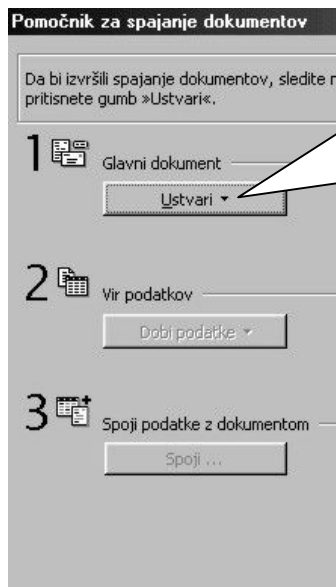 Pomočnik za spajanje dokumentov
Da bi izvršili spajanje dokumentov, sledite
pritisnete gumb »Ustvari«.
1 Glavni dokument
Ustvari
2 Vir podatkov
Dobi podatke
3 Spoji podatke z dokumentom
Spoji ...